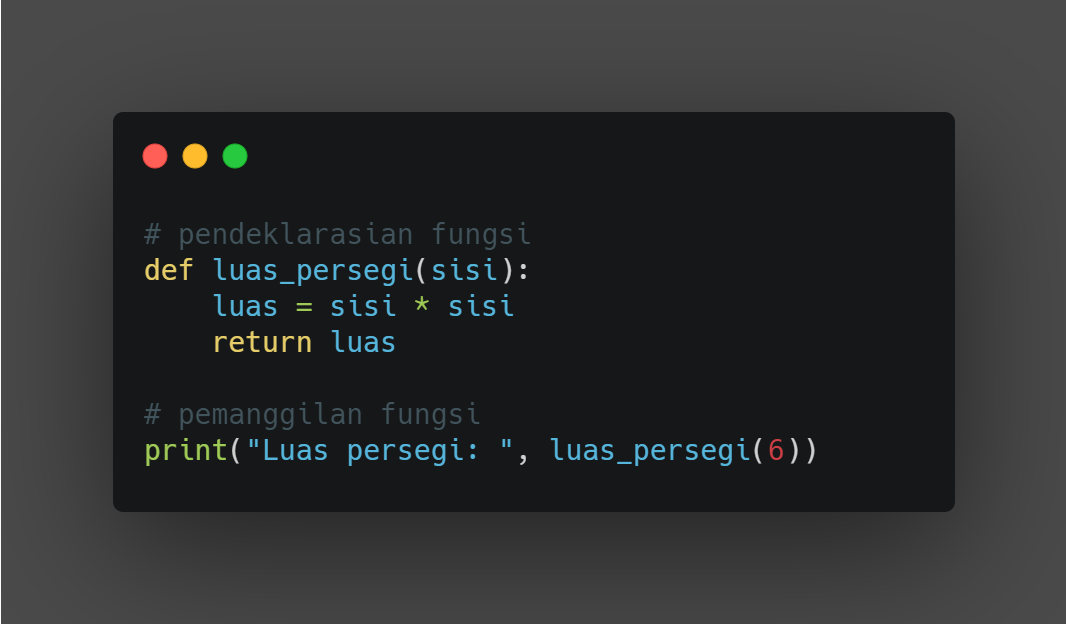 # pendeklarasian fungsi
def luas_persegi(sisi):
    luas = sisi * sisi
    return luas

# pemanggilan fungsi
print("Luas persegi: ", luas_persegi(6))